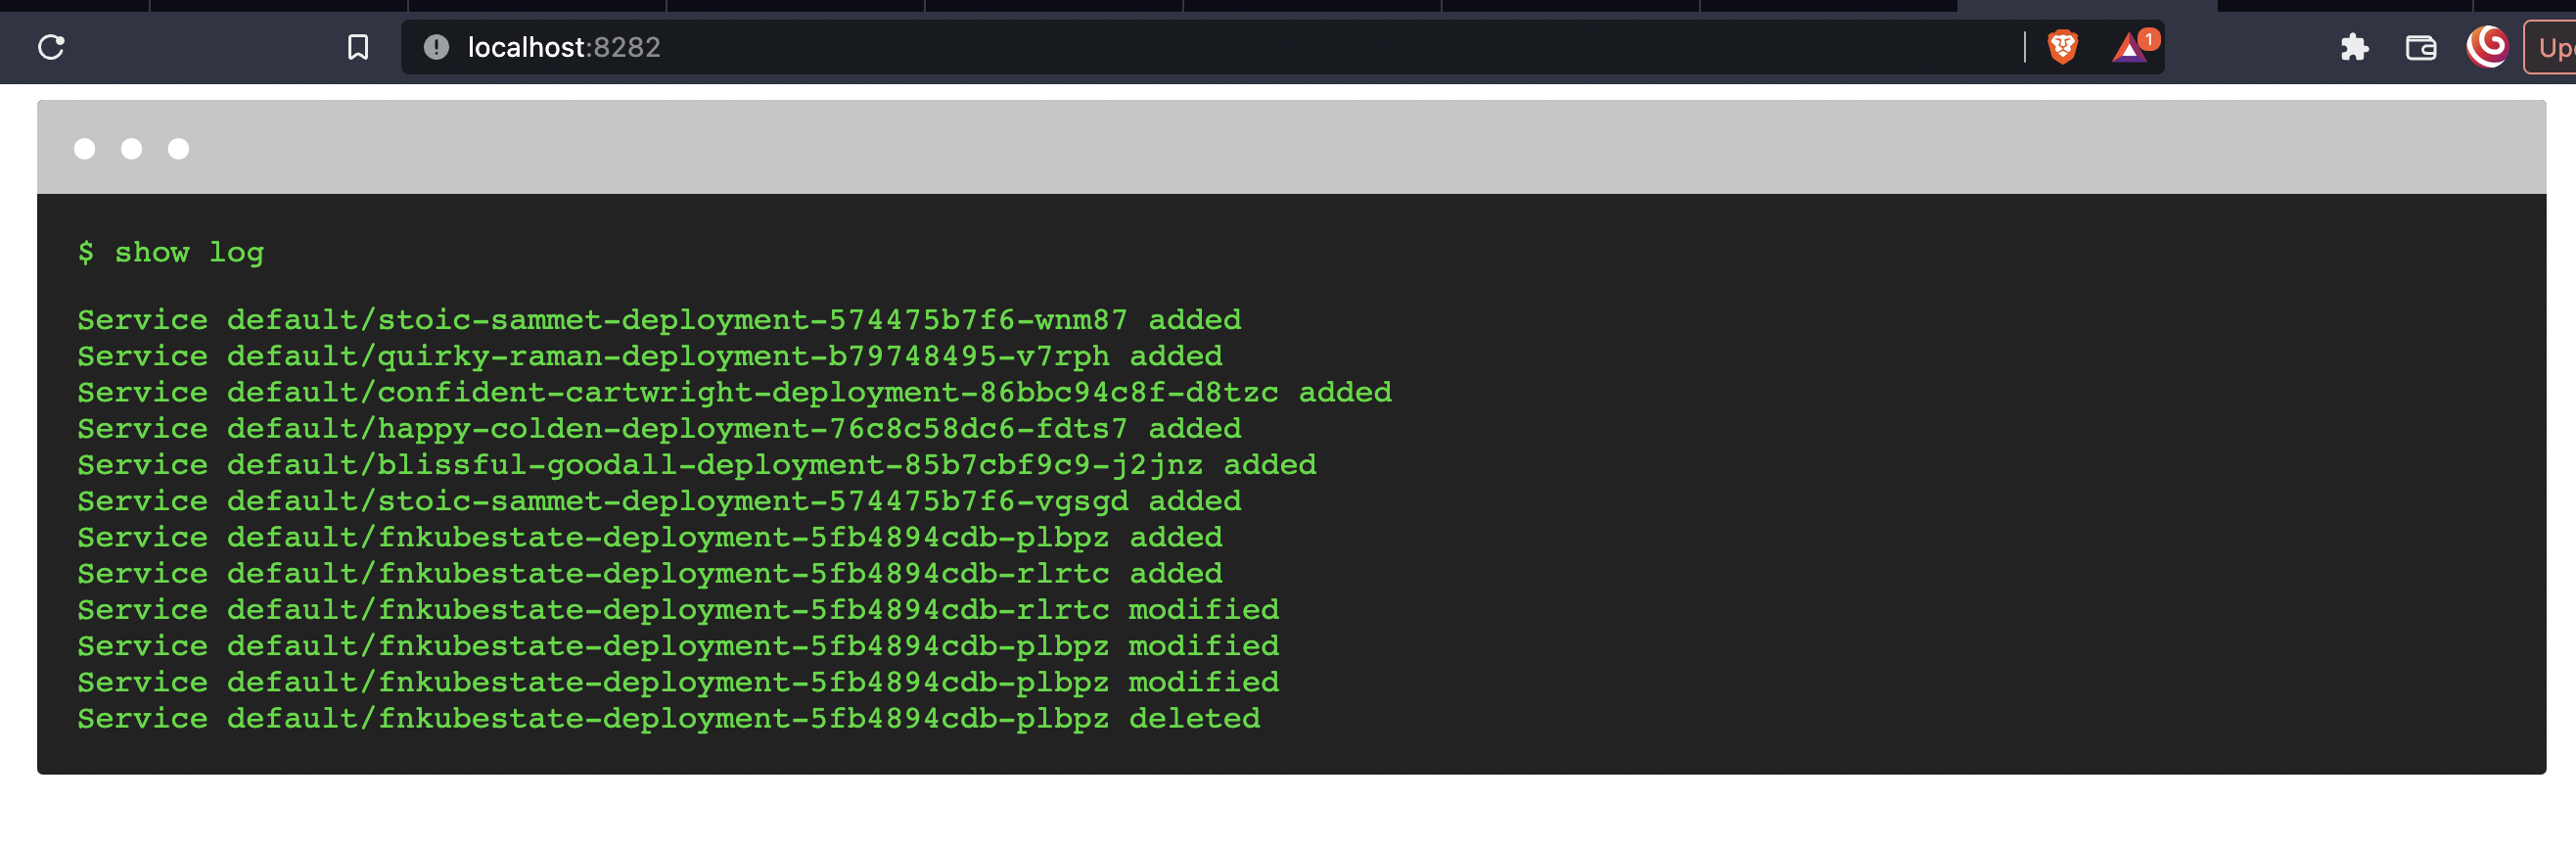 localhost:8282
1
Upd
$ show log
Service default/stoic-sammet-deployment-574475b7f6-wnm87 added
Service default/quirky-raman-deployment-b79748495-v7rph added
Service default/confident-cartwright-deployment-86bbc94c8f-d8tzc added
Service default/happy-colden-deployment-76c8c58dc6-fdts7 added
Service default/blissful-goodall-deployment-85b7cbf9c9-j2jnz added
Service default/stoic-sammet-deployment-574475b7f6-vgsgd added
Service default/fnkubestate-deployment-5fb4894cdb-plbpz added
Service default/fnkubestate-deployment-5fb4894cdb-rlrtc added
Service default/fnkubestate-deployment-5fb4894cdb-rlrtc modified
Service default/fnkubestate-deployment-5fb4894cdb-plbpz modified
Service default/fnkubestate-deployment-5fb4894cdb-plbpz modified
Service default/fnkubestate-deployment-5fb4894cdb-plbpz deleted